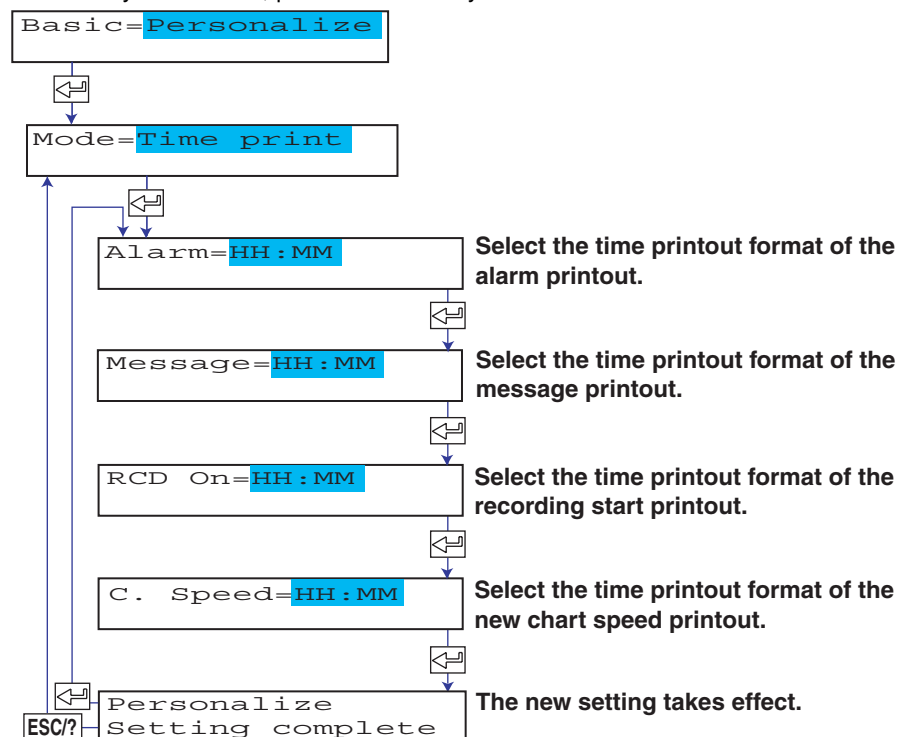 Basic=Personalize
Mode=Time print
Alarm=HH:MM
Select the time printout format of the
alarm printout.
Message=HH:MM
Select the time printout format of the
message printout.
RCD On=HH:MM
Select the time printout format of the
recording start printout.
C. Speed=HH:MM
Select the time printout format of the
new chart speed printout.
Personalize
Setting complete
The new setting takes effect.
ESC/?